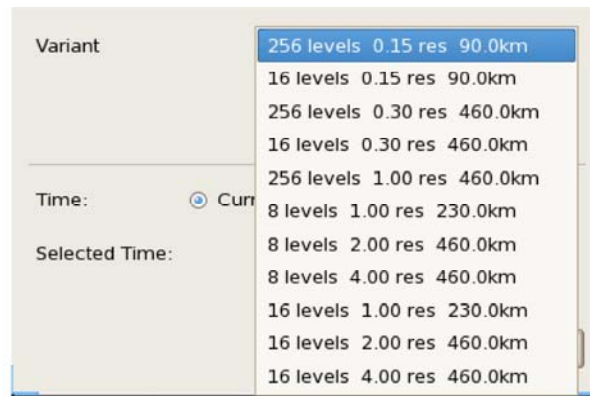 Variant
256 levels  0.15 res  90.0km
16 levels  0.15 res  90.0km
256 levels  0.30 res  460.0km
16 levels  0.30 res  460.0km
256 levels  1.00 res  460.0km
8 levels  1.00 res  230.0km
8 levels  2.00 res  460.0km
8 levels  4.00 res  460.0km
16 levels  1.00 res  230.0km
16 levels  2.00 res  460.0km
16 levels  4.00 res  460.0km
Time: Curr
Selected Time: